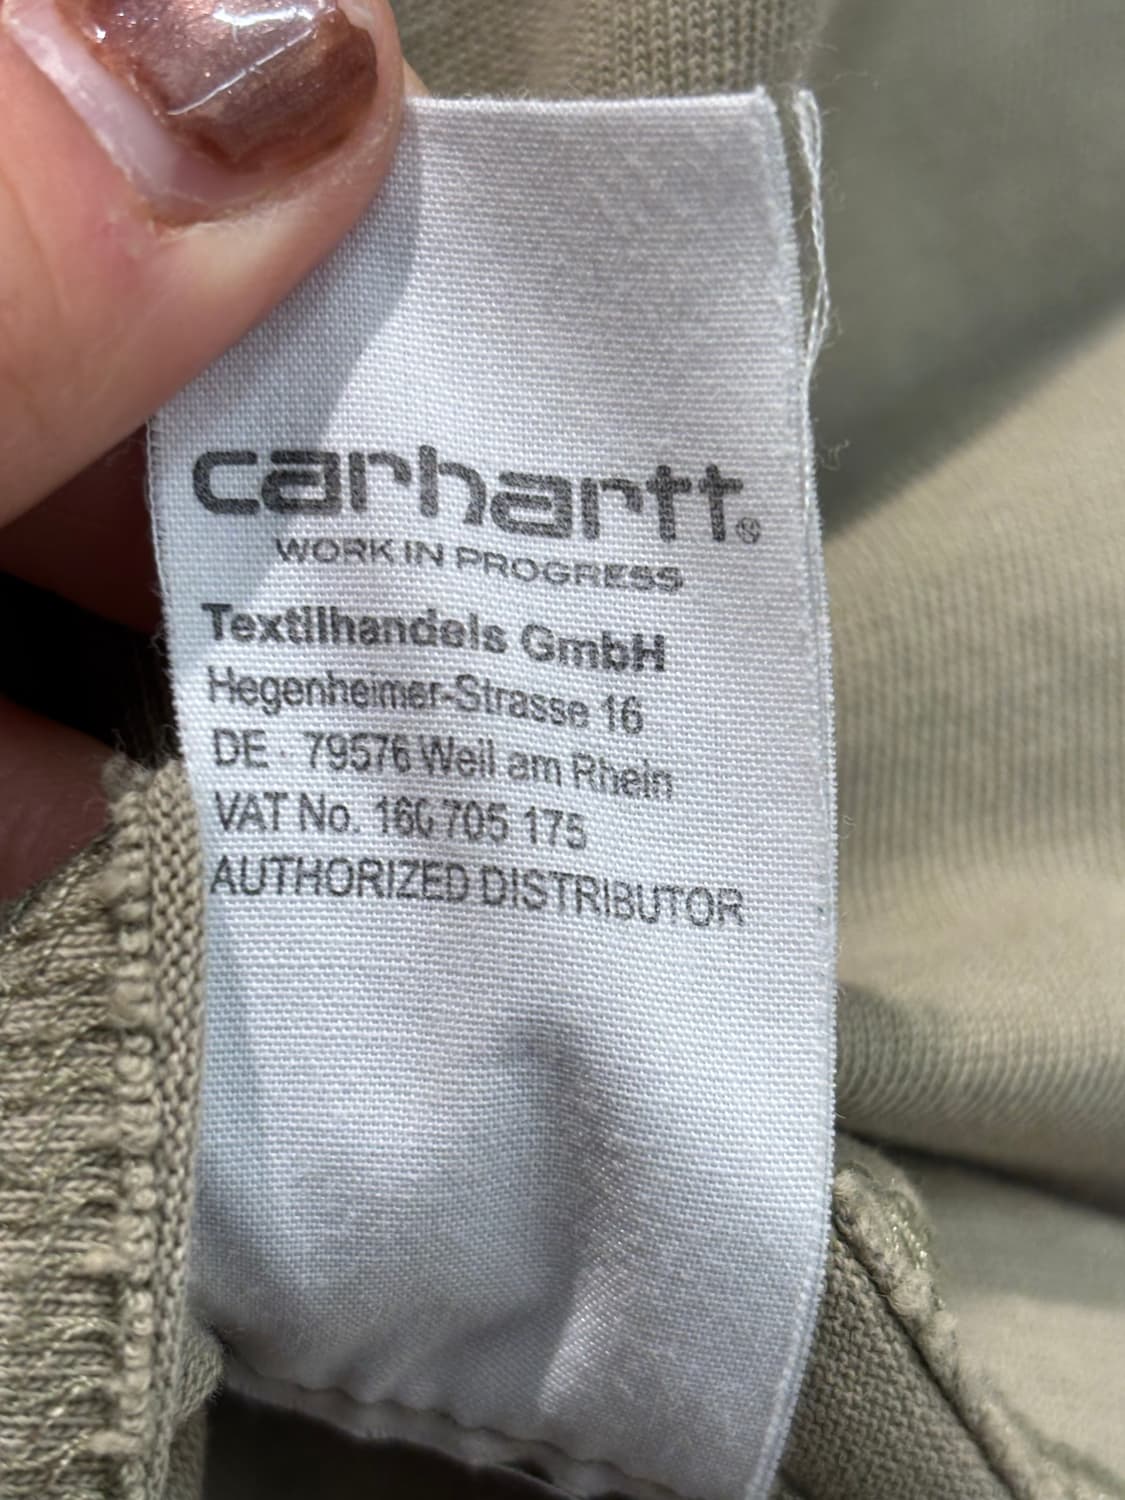 carhartt®
WORK IN PROGRESS
Textilhandels GmbH
Hegenheimer-Strasse 16
DE · 79576 Weil am Rhein
VAT No. 160 705 175
AUTHORIZED DISTRIBUTOR